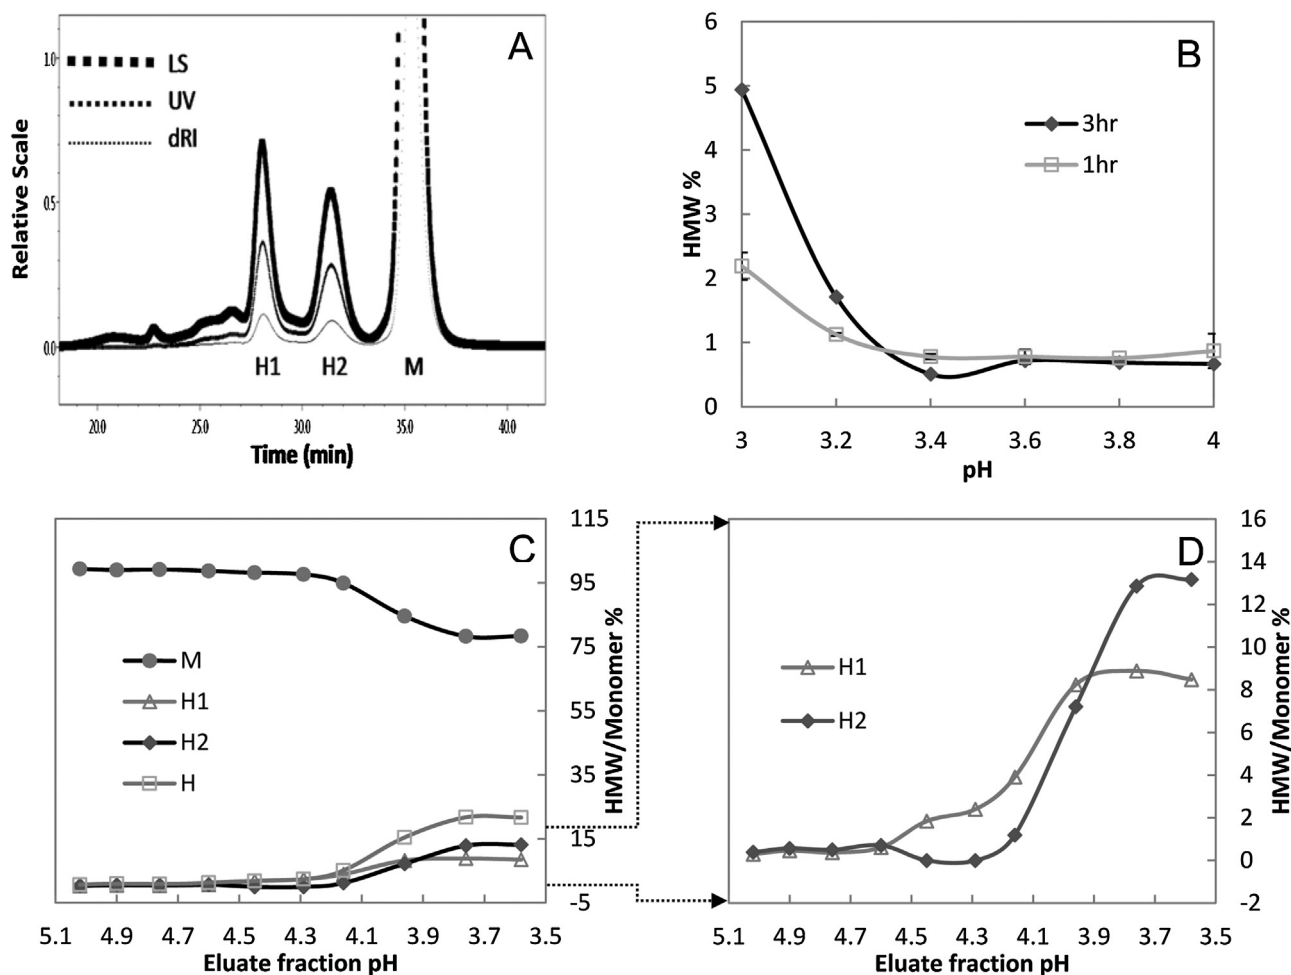 A
LS
UV
dRI
1.0
0.5
0.0
Relative Scale
H1 H2 M
20.0 25.0 30.0 35.0 40.0
Time (min)
B
6
5
4
3
2
1
0
HMW %
3hr
1hr
3 3.2 3.4 3.6 3.8 4
pH
C
115
95
75
55
35
15
-5
HMW/Monomer %
M
H1
H2
H
5.1 4.9 4.7 4.5 4.3 4.1 3.9 3.7 3.5
Eluate fraction pH
D
16
14
12
10
8
6
4
2
0
-2
HMW/Monomer %
H1
H2
5.1 4.9 4.7 4.5 4.3 4.1 3.9 3.7 3.5
Eluate fraction pH